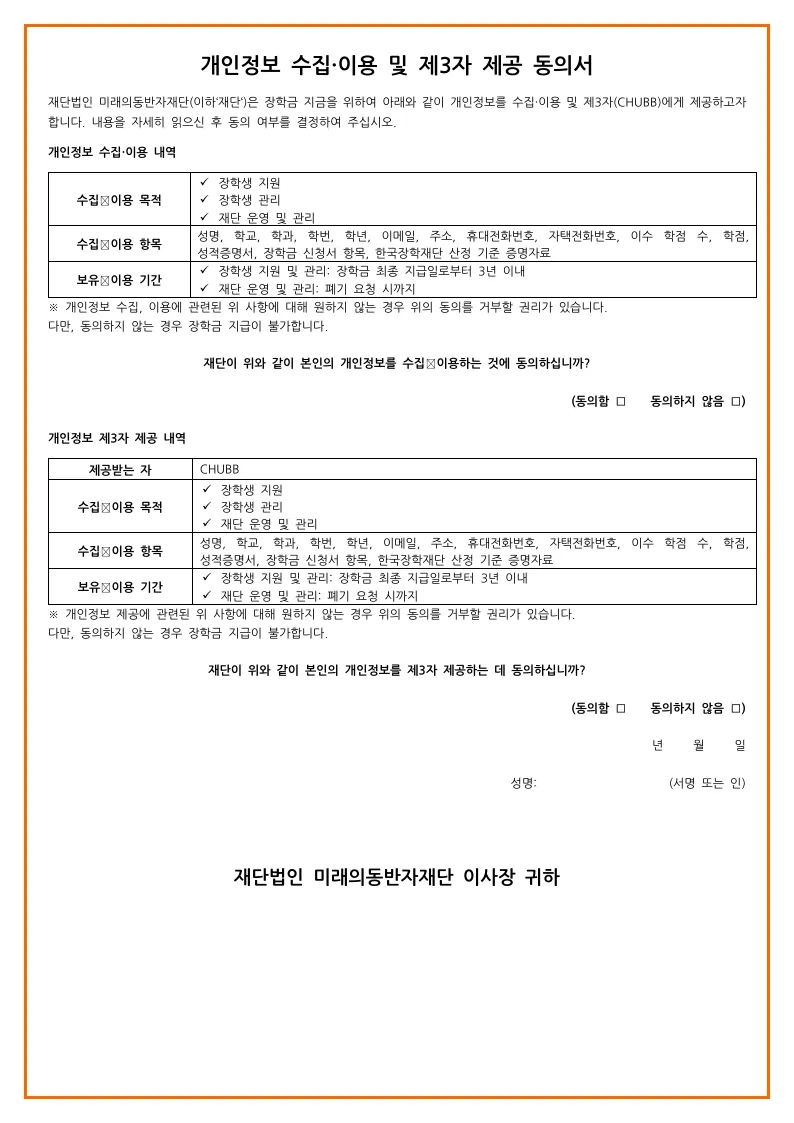 개인정보 수집·이용 및 제3자 제공 동의서
재단법인 미래의동반자재단(이하'재단')은 장학금 지급을 위하여 아래와 같이 개인정보를 수집·이용 및 제3자(CHUBB)에게 제공하고자
합니다. 내용을 자세히 읽으신 후 동의 여부를 결정하여 주십시오.
개인정보 수집·이용 내역
수집이용 목적
✓ 장학생 지원
✓ 장학생 관리
✓ 재단 운영 및 관리
수집이용 항목
성명, 학교, 학과, 학번, 학년, 이메일, 주소, 휴대전화번호, 자택전화번호, 이수 학점 수, 학점,
성적증명서, 장학금 신청서 항목, 한국장학재단 산정 기준 증명자료
보유이용 기간
✓ 장학생 지원 및 관리: 장학금 최종 지급일로부터 3년 이내
✓ 재단 운영 및 관리: 폐기 요청 시까지
※ 개인정보 수집, 이용에 관련된 위 사항에 대해 원하지 않는 경우 위의 동의를 거부할 권리가 있습니다.
다만, 동의하지 않는 경우 장학금 지급이 불가합니다.
재단이 위와 같이 본인의 개인정보를 수집이용하는 것에 동의하십니까?
(동의함 □ 동의하지 않음 □)
개인정보 제3자 제공 내역
제공받는 자
CHUBB
수집이용 목적
✓ 장학생 지원
✓ 장학생 관리
✓ 재단 운영 및 관리
수집이용 항목
성명, 학교, 학과, 학번, 학년, 이메일, 주소, 휴대전화번호, 자택전화번호, 이수 학점 수, 학점,
성적증명서, 장학금 신청서 항목, 한국장학재단 산정 기준 증명자료
보유이용 기간
✓ 장학생 지원 및 관리: 장학금 최종 지급일로부터 3년 이내
✓ 재단 운영 및 관리: 폐기 요청 시까지
※ 개인정보 제공에 관련된 위 사항에 대해 원하지 않는 경우 위의 동의를 거부할 권리가 있습니다.
다만, 동의하지 않는 경우 장학금 지급이 불가합니다.
재단이 위와 같이 본인의 개인정보를 제3자 제공하는 데 동의하십니까?
(동의함 □ 동의하지 않음 □)
년 월 일
성명: (서명 또는 인)
재단법인 미래의동반자재단 이사장 귀하